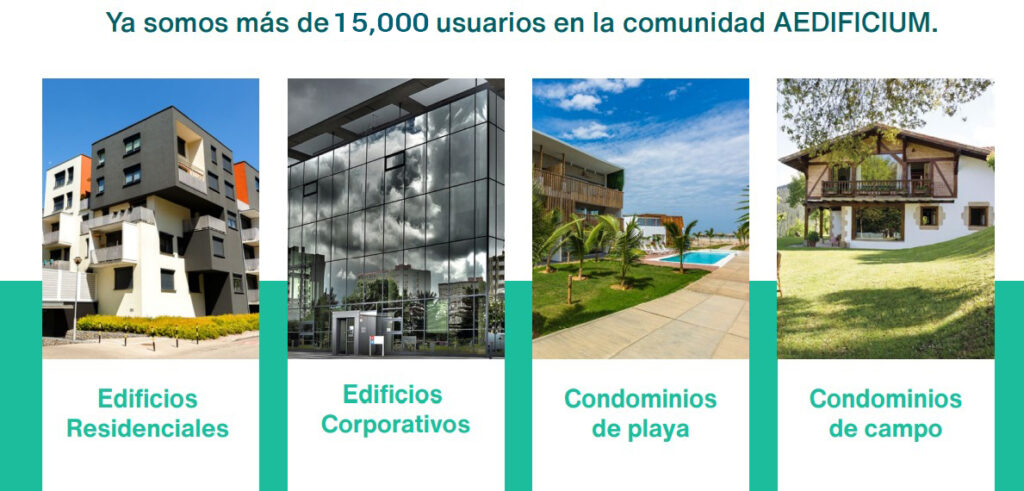 Ya somos más de 15,000 usuarios en la comunidad AEDIFICIUM.
Edificios
Residenciales
Edificios
Corporativos
Condominios
de playa
Condominios
de campo